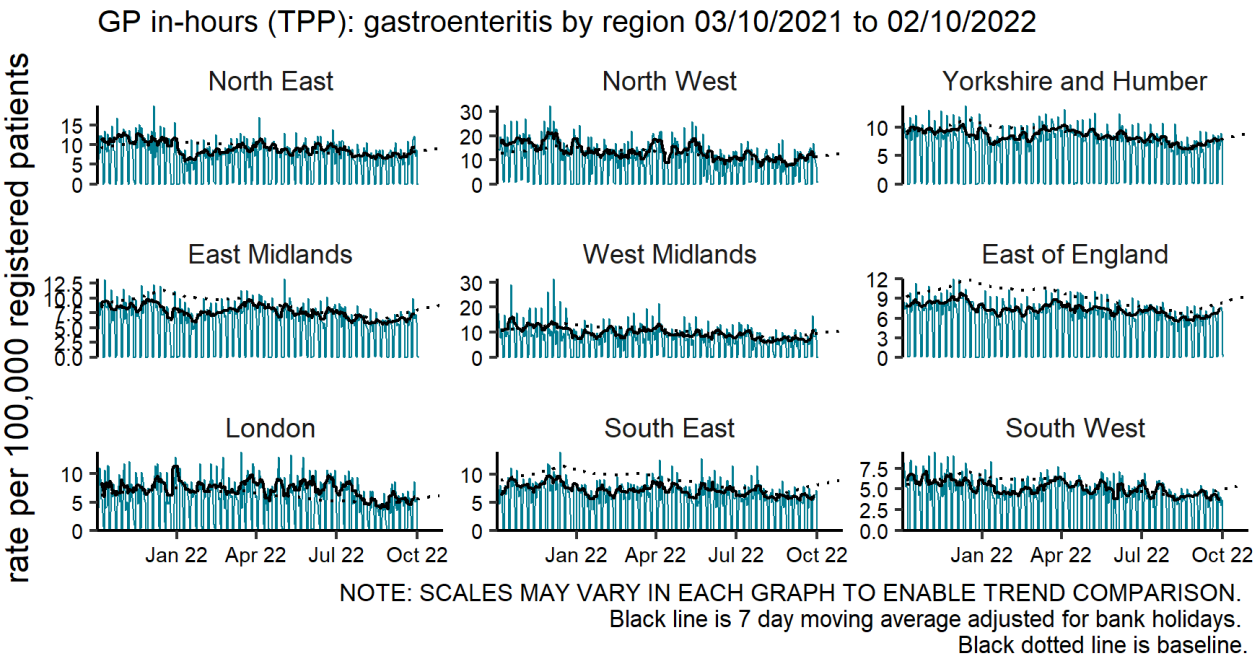 GP in-hours (TPP): gastroenteritis by region 03/10/2021 to 02/10/2022
rate per 100,000 registered patients
North East
15
10
5
0
North West
30
20
10
0
Yorkshire and Humber
10
5
0
East Midlands
12.5
10.0
7.5
5.0
2.5
0.0
West Midlands
30
20
10
0
East of England
12
9
6
3
0
London
10
5
0
Jan 22 Apr 22 Jul 22 Oct 22
South East
10
5
0
Jan 22 Apr 22 Jul 22 Oct 22
South West
7.5
5.0
2.5
0.0
Jan 22 Apr 22 Jul 22 Oct 22
NOTE: SCALES MAY VARY IN EACH GRAPH TO ENABLE TREND COMPARISON.
Black line is 7 day moving average adjusted for bank holidays.
Black dotted line is baseline.